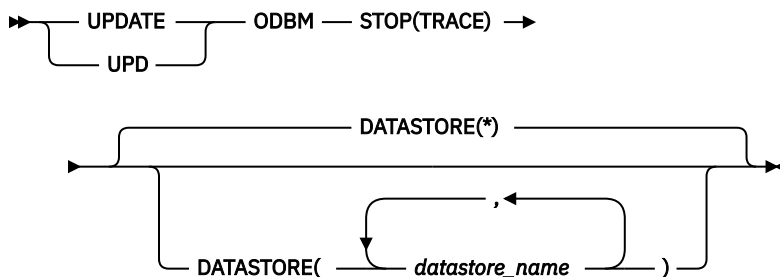 UPDATE ODBM STOP(TRACE)
UPD
DATASTORE(*)
,
DATASTORE( datastore_name )